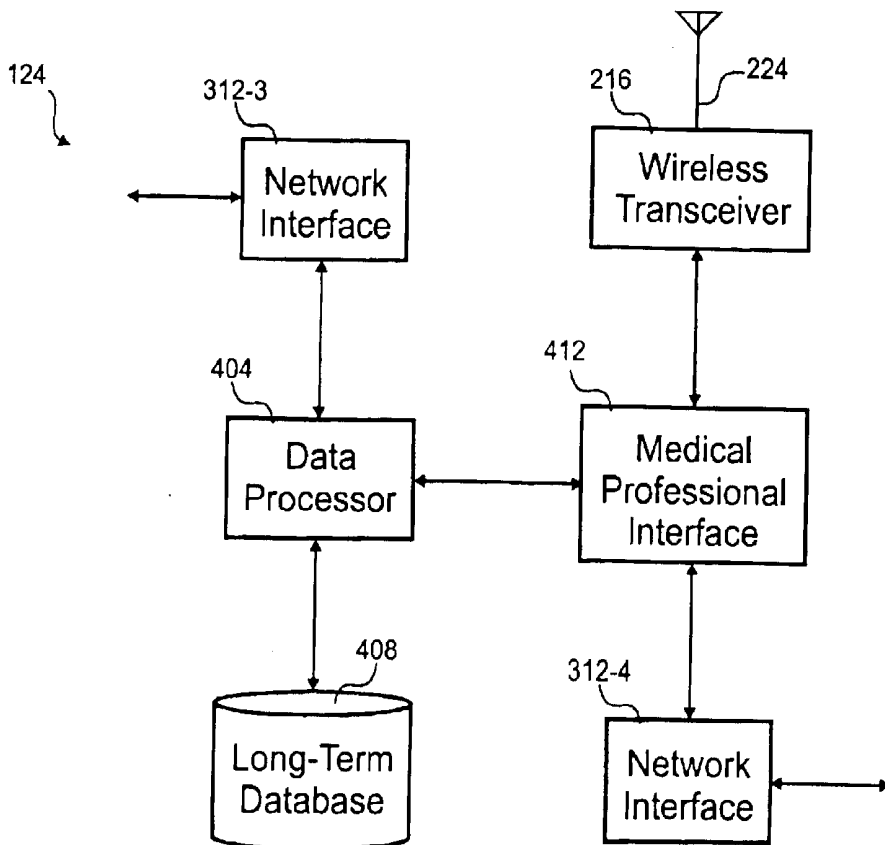 124
312-3
Network
Interface
216
224
Wireless
Transceiver
404
Data
Processor
412
Medical
Professional
Interface
408
Long-Term
Database
312-4
Network
Interface